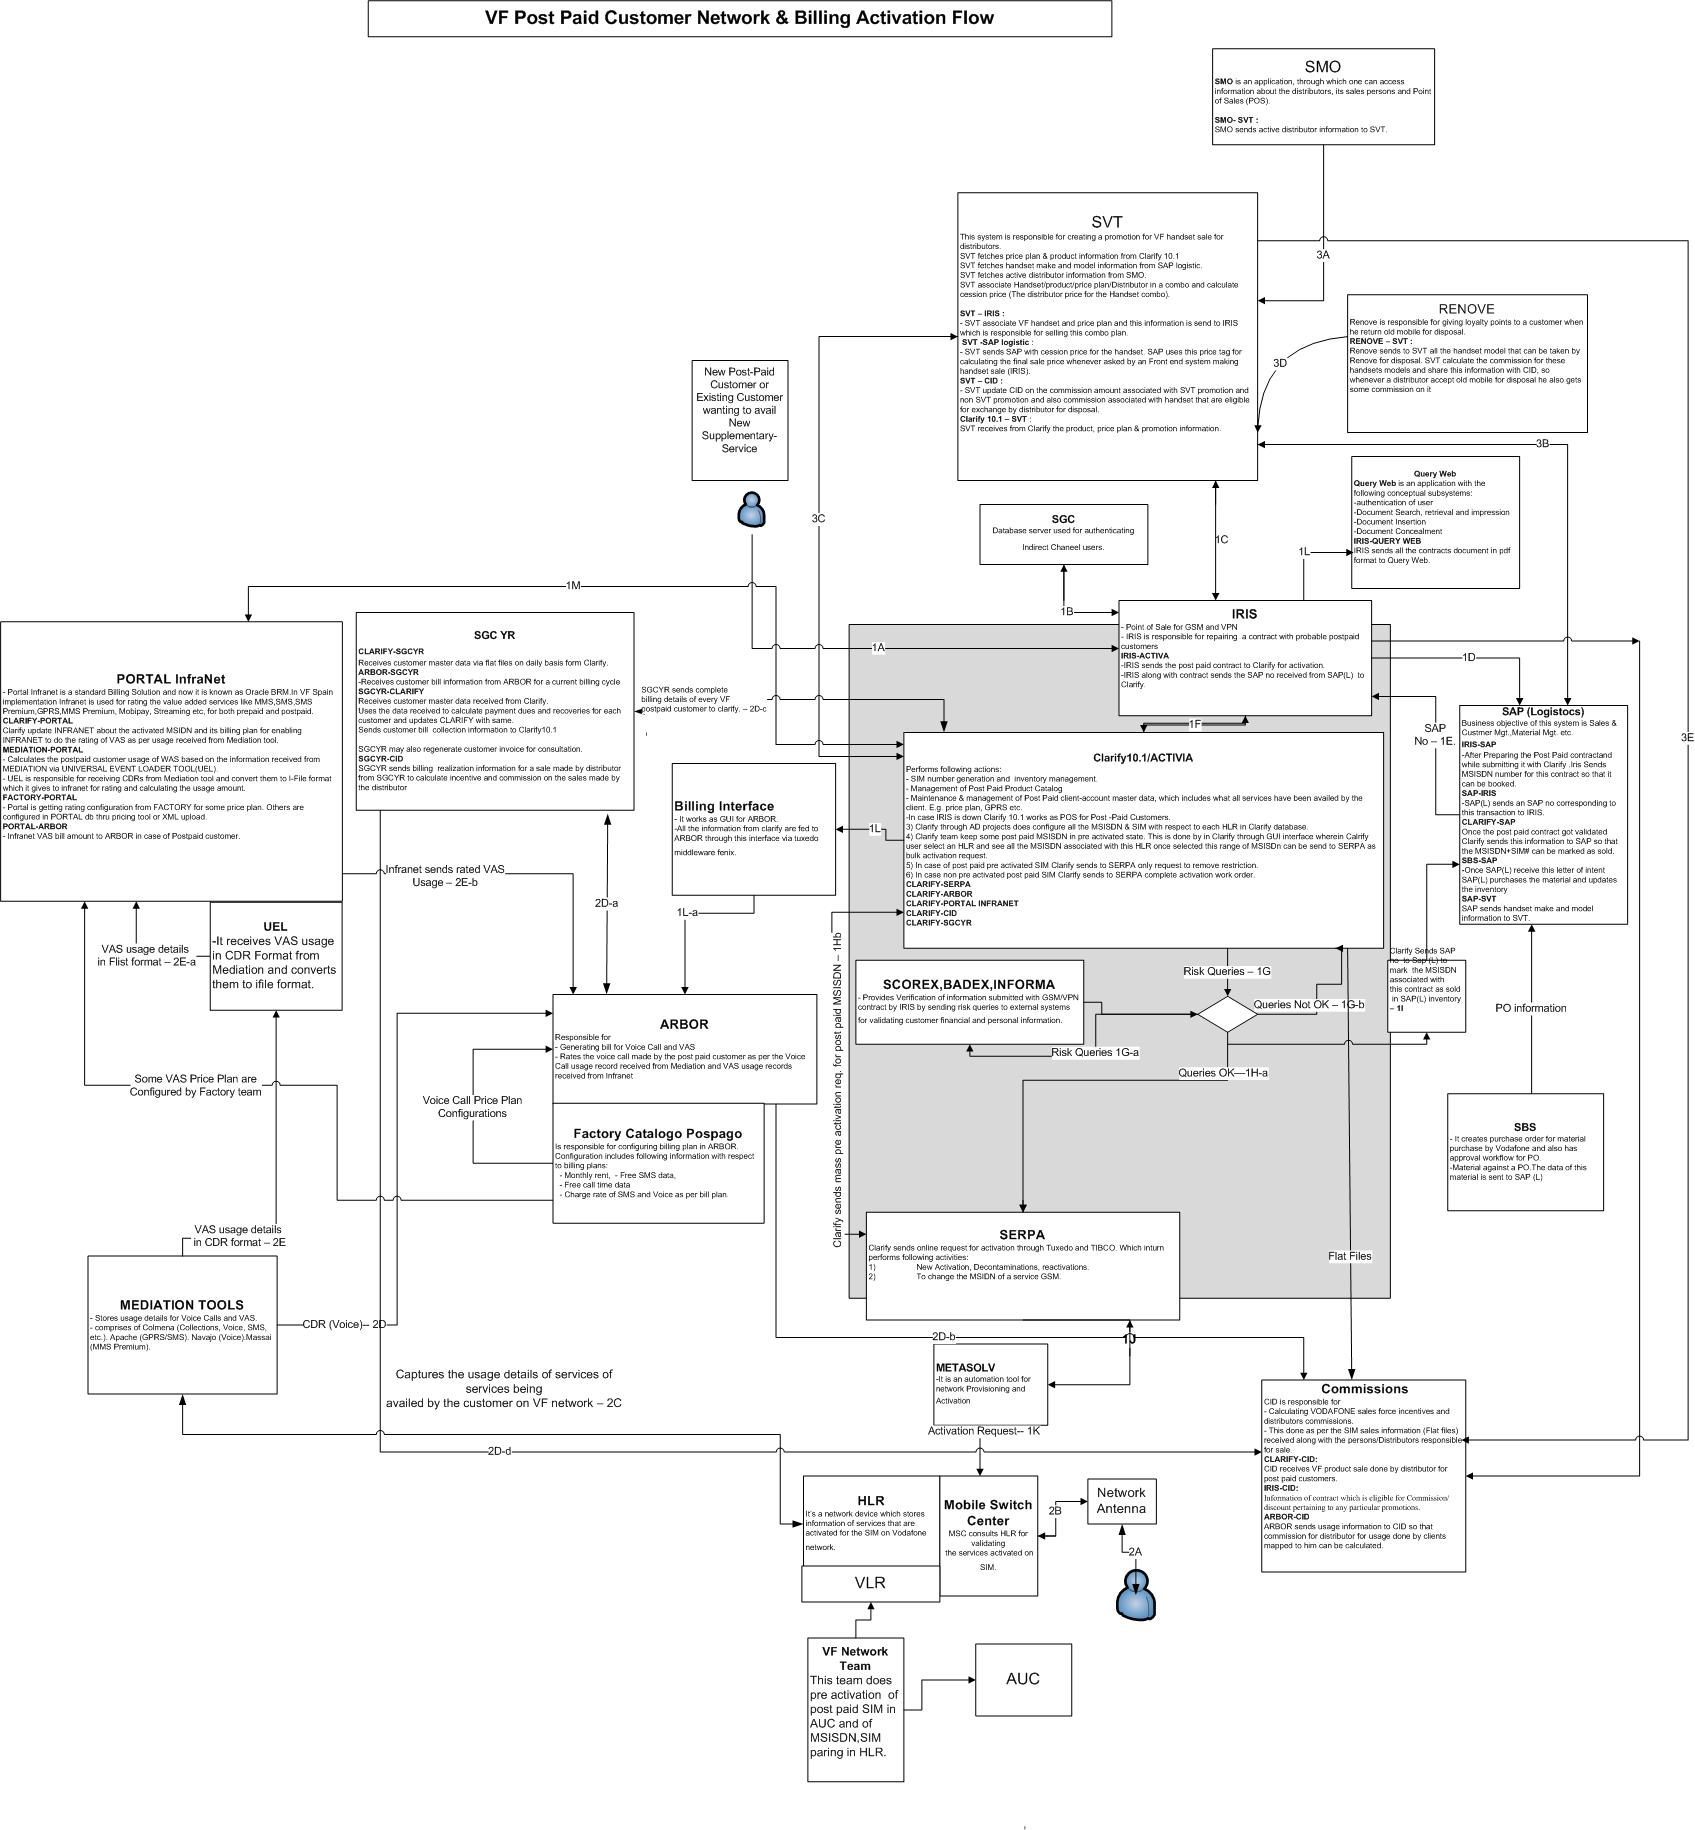 VF Post Paid Customer Network & Billing Activation Flow
SMO
SMO is an application, through which one can access
information about the distributors, its sales persons and Point
of Sales (POS).
SMO- SVT :
SMO sends active distributor information to SVT.
3A
SVT
This system is responsible for creating a promotion for VF handset sale for
distributors.
SVT fetches price plan & product information from Clarify 10.1
SVT fetches handset make and model information from SAP logistic.
SVT fetches active distributor information from SMO.
SVT associate Handset/product/price plan/Distributor in a combo and calculate
cession price (The distributor price for the Handset combo).
SVT – IRIS :
- SVT associate VF handset and price plan and this information is send to IRIS
which is responsible for selling this combo plan.
SVT -SAP logistic :
- SVT sends SAP with cession price for the handset. SAP uses this price tag for
calculating the final sale price whenever asked by an Front end system making
handset sale (IRIS).
SVT – CID :
- SVT update CID on the commission amount associated with SVT promotion and
non SVT promotion and also commission associated with handset that are eligible
for exchange by distributor for disposal.
Clarify 10.1 – SVT :
SVT receives from Clarify the product, price plan & promotion information.
RENOVE
Renove is responsible for giving loyalty points to a customer when
he return old mobile for disposal.
RENOVE – SVT :
Renove sends to SVT all the handset model that can be taken by
Renove for disposal. SVT calculate the commission for these
handsets models and share this information with CID, so
whenever a distributor accept old mobile for disposal he also gets
some commission on it
3D
3B
3C
3E
New Post-Paid
Customer or
Existing Customer
wanting to avail
New
Supplementary-
Service
Query Web
Query Web is an application with the
following conceptual subsystems:
-authentication of user
-Document Search, retrieval and impression
-Document Insertion
-Document Concealment
IRIS-QUERY WEB
IRIS sends all the contracts document in pdf
format to Query Web.
SGC
Database server used for authenticating
Indirect Chaneel users.
1C
1L
1B
1M
1A
1D
IRIS
- Point of Sale for GSM and VPN
- IRIS is responsible for repairing a contract with probable postpaid
customers
IRIS-ACTIVA
-IRIS sends the post paid contract to Clarify for activation.
-IRIS along with contract sends the SAP no received from SAP(L) to
Clarify.
1F
SAP
No – 1E.
SAP (Logistocs)
Business objective of this system is Sales &
Custmer Mgt.,Material Mgt. etc.
IRIS-SAP
-After Preparing the Post Paid contractand
while submitting it with Clarify .Iris Sends
MSISDN number for this contract so that it
can be booked.
SAP-IRIS
-SAP(L) sends an SAP no corresponding to
this transaction to IRIS.
CLARIFY-SAP
Once the post paid contract got validated
Clarify sends this information to SAP so that
the MSISDN+SIM# can be marked as sold.
SBS-SAP
-Once SAP(L) receive this letter of intent
SAP(L) purchases the material and updates
the inventory
SAP-SVT
SAP sends handset make and model
information to SVT.
PORTAL InfraNet
- Portal Infranet is a standard Billing Solution and now it is known as Oracle BRM.In VF Spain
implementation Infranet is used for rating the value added services like MMS,SMS,SMS
Premium,GPRS,MMS Premium, Mobipay, Streaming etc, for both prepaid and postpaid.
CLARIFY-PORTAL
Clarify update INFRANET about the activated MSIDN and its billing plan for enabling
INFRANET to do the rating of VAS as per usage received from Mediation tool.
MEDIATION-PORTAL
- Calculates the postpaid customer usage of WAS based on the information received from
MEDIATION via UNIVERSAL EVENT LOADER TOOL(UEL).
- UEL is responsible for receiving CDRs from Mediation tool and convert them to I-File format
which it gives to infranet for rating and calculating the usage amount.
FACTORY-PORTAL
- Portal is getting rating configuration from FACTORY for some price plan. Others are
configured in PORTAL db thru pricing tool or XML upload.
PORTAL-ARBOR
- Infranet VAS bill amount to ARBOR in case of Postpaid customer.
SGC YR
CLARIFY-SGCYR
Receives customer master data via flat files on daily basis form Clarify.
ARBOR-SGCYR
-Receives customer bill information from ARBOR for a current billing cycle
SGCYR-CLARIFY
Receives customer master data received from Clarify.
Uses the data received to calculate payment dues and recoveries for each
customer and updates CLARIFY with same.
Sends customer bill collection information to Clarify10.1
SGCYR may also regenerate customer invoice for consultation.
SGCYR-CID
SGCYR sends billing realization information for a sale made by distributor
from SGCYR to calculate incentive and commission on the sales made by
the distributor
SGCYR sends complete
billing details of every VF
postpaid customer to clarify. – 2D-c
Billing Interface
- It works as GUI for ARBOR.
-All the information from clarify are fed to
ARBOR through this interface via tuxedo
middleware fenix.
1L
1L-a
Clarify10.1/ACTIVIA
Performs following actions:
- SIM number generation and inventory management.
- Management of Post Paid Product Catalog
- Maintenance & management of Post Paid client-account master data, which includes what all services have been availed by the
client. E.g. price plan, GPRS etc.
-In case IRIS is down Clarify 10.1 works as POS for Post -Paid Customers.
3) Clarify through AD projects does configure all the MSISDN & SIM with respect to each HLR in Clarify database.
4) Clarify team keep some post paid MSISDN in pre activated state. This is done by in Clarify through GUI interface wherein Calrify
user select an HLR and see all the MSISDN associated with this HLR once selected this range of MSISDn can be send to SERPA as
bulk activation request.
5) In case of post paid pre activated SIM Clarify sends to SERPA only request to remove restriction.
6) In case non pre activated post paid SIM Clarify sends to SERPA complete activation work order.
CLARIFY-SERPA
CLARIFY-ARBOR
CLARIFY-PORTAL INFRANET
CLARIFY-CID
CLARIFY-SGCYR
Infranet sends rated VAS
Usage – 2E-b
2D-a
UEL
-It receives VAS usage
in CDR Format from
Mediation and converts
them to ifile format.
VAS usage details
in Flist format – 2E-a
Clarify sends mass pre activation req. for post paid MSISDN – 1Hb
SCOREX,BADEX,INFORMA
- Provides Verification of information submitted with GSM/VPN
contract by IRIS by sending risk queries to external systems
for validating customer financial and personal information.
Risk Queries – 1G
Queries Not OK – 1G-b
Risk Queries 1G-a
Queries OK—1H-a
Clarify Sends SAP
no to Sap (L) to
mark the MSISDN
associated with
this contract as sold
in SAP(L) inventory
– 1I
PO information
ARBOR
Responsible for
- Generating bill for Voice Call and VAS
- Rates the voice call made by the post paid customer as per the Voice
Call usage record received from Mediation and VAS usage records
received from Infranet
Some VAS Price Plan are
Configured by Factory team
Voice Call Price Plan
Configurations
Factory Catalogo Pospago
Is responsible for configuring billing plan in ARBOR.
Configuration includes following information with respect
to billing plans:
- Monthly rent, - Free SMS data,
- Free call time data
- Charge rate of SMS and Voice as per bill plan.
SBS
- It creates purchase order for material
purchase by Vodafone and also has
approval workflow for PO.
-Material against a PO.The data of this
material is sent to SAP (L)
VAS usage details
in CDR format – 2E
SERPA
Clarify sends online request for activation through Tuxedo and TIBCO. Which inturn
performs following activities:
1) New Activation, Decontaminations, reactivations.
2) To change the MSIDN of a service GSM.
Flat Files
MEDIATION TOOLS
- Stores usage details for Voice Calls and VAS.
- comprises of Colmena (Collections, Voice, SMS,
etc.). Apache (GPRS/SMS). Navajo (Voice).Massai
(MMS Premium).
CDR (Voice)-- 2D
2D-b
1J
METASOLV
-It is an automation tool for
network Provisioning and
Activation
Captures the usage details of services of
services being
availed by the customer on VF network – 2C
Activation Request-- 1K
2D-d
Commissions
CID is responsible for
- Calculating VODAFONE sales force incentives and
distributors commissions.
- This done as per the SIM sales information (Flat files)
received along with the persons/Distributors responsible
for sale.
CLARIFY-CID:
CID receives VF product sale done by distributor for
post paid customers.
IRIS-CID:
Information of contract which is eligible for Commission/
discount pertaining to any particular promotions.
ARBOR-CID
ARBOR sends usage information to CID so that
commission for distributor for usage done by clients
mapped to him can be calculated.
HLR
It's a network device which stores
information of services that are
activated for the SIM on Vodafone
network.
VLR
Mobile Switch
Center
MSC consults HLR for
validating
the services activated on
SIM.
2B
Network
Antenna
2A
VF Network
Team
This team does
pre activation of
post paid SIM in
AUC and of
MSISDN,SIM
paring in HLR.
AUC